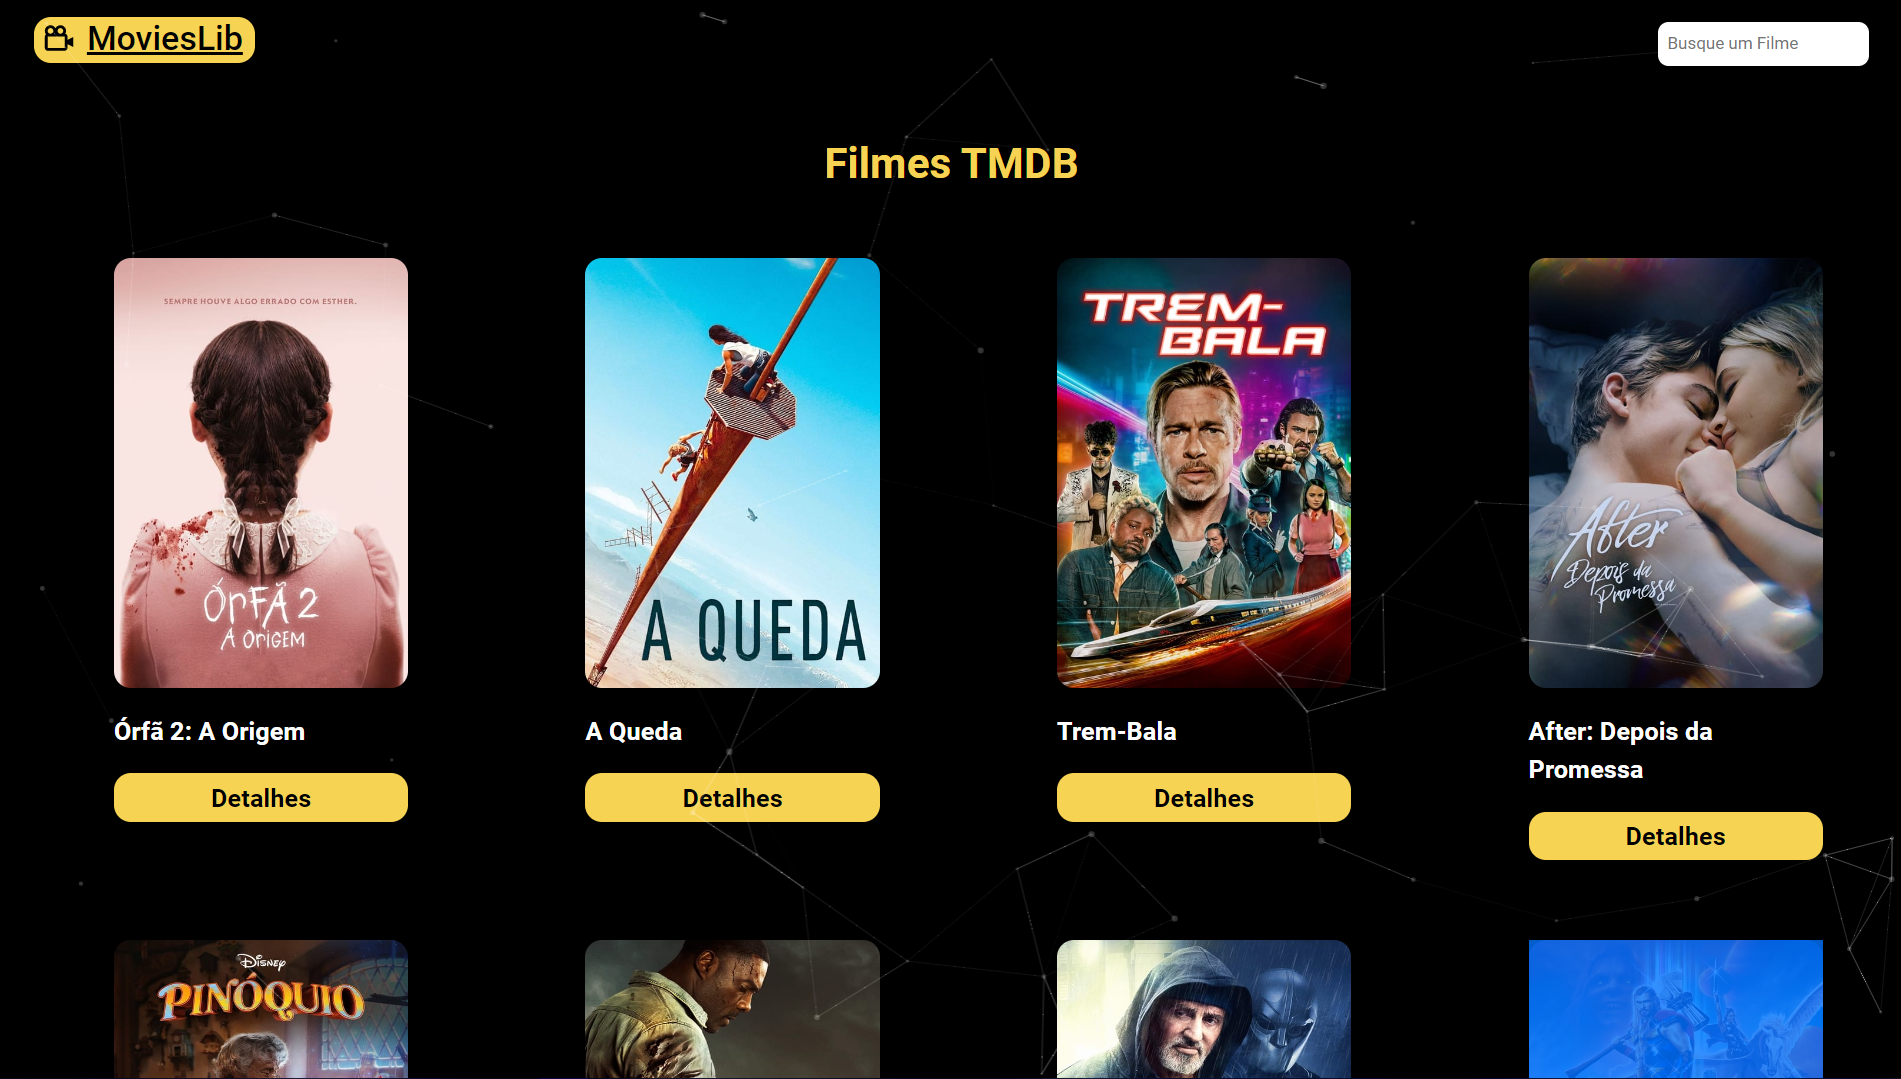 MoviesLib
Busque um Filme
Filmes TMDB
SEMPRE HOUVE ALGO ERRADO COM ESTHER.
ÓRFÃ 2
A ORIGEM
A QUEDA
TREM-
BALA
After
Depois da
Promessa
Órfã 2: A Origem
A Queda
Trem-Bala
After: Depois da
Promessa
Detalhes
Detalhes
Detalhes
Detalhes
DISNEY
PINÓQUIO